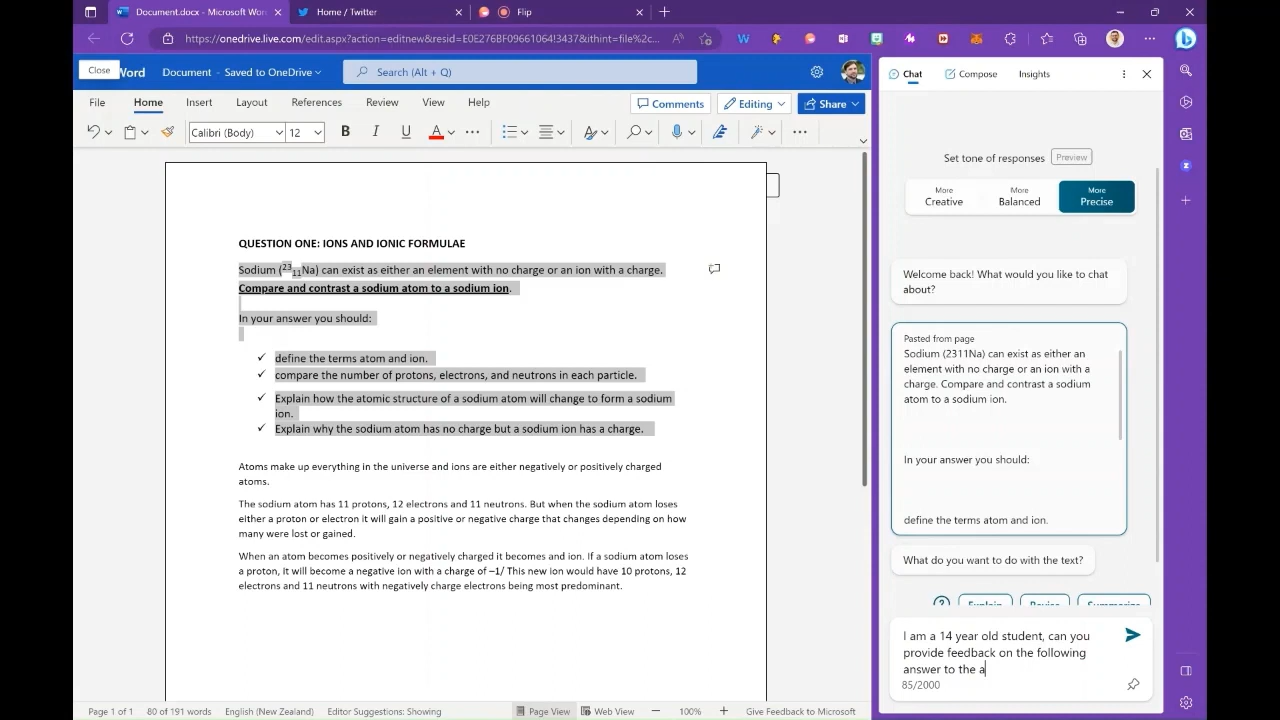 Document.docx - Microsoft Wor
Home / Twitter
Flip
https://onedrive.live.com/edit.aspx?action=editnew&resid=E0E276BF09661064!3437&ithint=file%2c...
Close
Word
Document - Saved to OneDrive
Search (Alt + Q)
File
Home
Insert
Layout
References
Review
View
Help
Comments
Editing
Share
Calibri (Body)
12
B
I
U
A
QUESTION ONE: IONS AND IONIC FORMULAE
Sodium (²³₁₁Na) can exist as either an element with no charge or an ion with a charge.
Compare and contrast a sodium atom to a sodium ion.
In your answer you should:
✓ define the terms atom and ion.
✓ compare the number of protons, electrons, and neutrons in each particle.
✓ Explain how the atomic structure of a sodium atom will change to form a sodium
ion.
✓ Explain why the sodium atom has no charge but a sodium ion has a charge.
Atoms make up everything in the universe and ions are either negatively or positively charged
atoms.
The sodium atom has 11 protons, 12 electrons and 11 neutrons. But when the sodium atom loses
either a proton or electron it will gain a positive or negative charge that changes depending on how
many were lost or gained.
When an atom becomes positively or negatively charged it becomes and ion. If a sodium atom loses
a proton, it will become a negative ion with a charge of –1/ This new ion would have 10 protons, 12
electrons and 11 neutrons with negatively charge electrons being most predominant.
Page 1 of 1
80 of 191 words
English (New Zealand)
Editor Suggestions: Showing
Page View
Web View
100%
Give Feedback to Microsoft
Chat
Compose
Insights
Set tone of responses
Preview
More
Creative
More
Balanced
More
Precise
Welcome back! What would you like to chat
about?
Pasted from page
Sodium (2311Na) can exist as either an
element with no charge or an ion with a
charge. Compare and contrast a sodium
atom to a sodium ion.
In your answer you should:
define the terms atom and ion.
What do you want to do with the text?
Explain
Revise
Summarize
I am a 14 year old student, can you
provide feedback on the following
answer to the a
85/2000